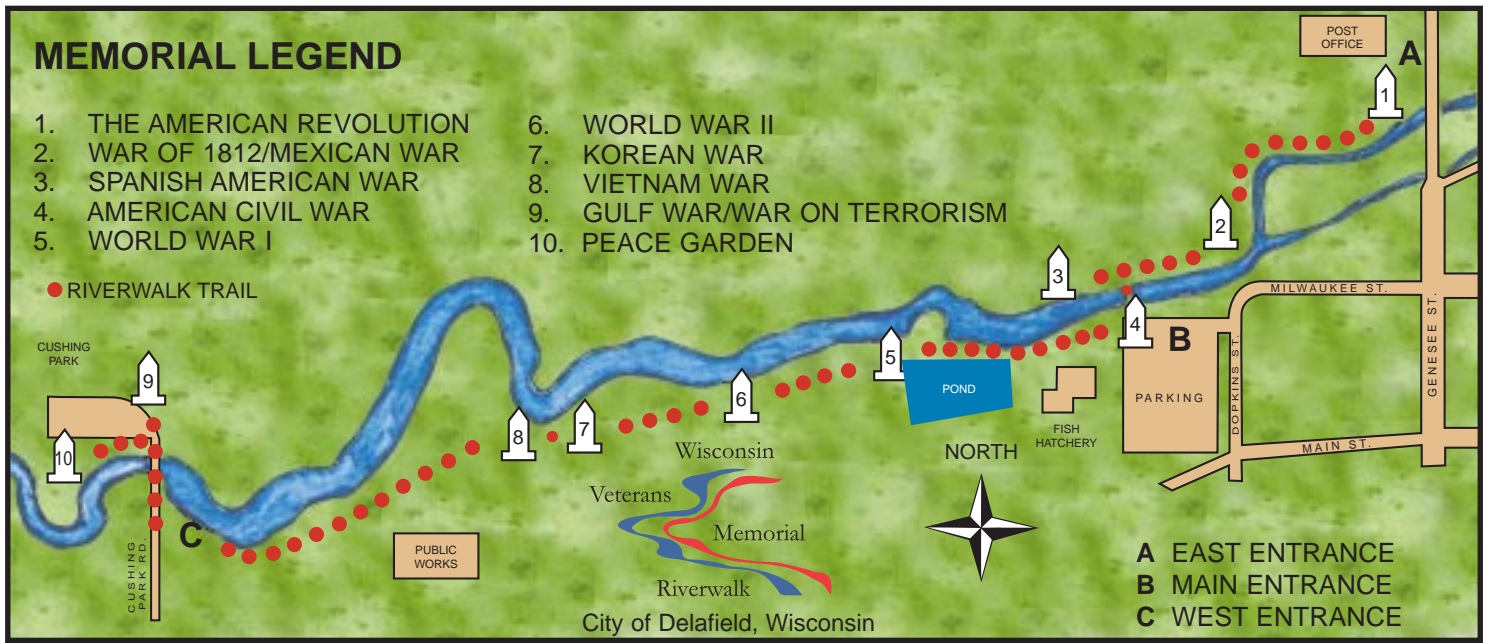 MEMORIAL LEGEND
1. THE AMERICAN REVOLUTION
2. WAR OF 1812/MEXICAN WAR
3. SPANISH AMERICAN WAR
4. AMERICAN CIVIL WAR
5. WORLD WAR I
6. WORLD WAR II
7. KOREAN WAR
8. VIETNAM WAR
9. GULF WAR/WAR ON TERRORISM
10. PEACE GARDEN
RIVERWALK TRAIL
POST
OFFICE
A
1
2
3
4
B
5
6
7
8
9
10
C
MILWAUKEE ST.
GENESEE ST.
DOPKINS ST.
MAIN ST.
PARKING
FISH
HATCHERY
POND
CUSHING
PARK
CUSHING
PARK RD.
PUBLIC
WORKS
NORTH
Wisconsin
Veterans
Memorial
Riverwalk
City of Delafield, Wisconsin
A EAST ENTRANCE
B MAIN ENTRANCE
C WEST ENTRANCE